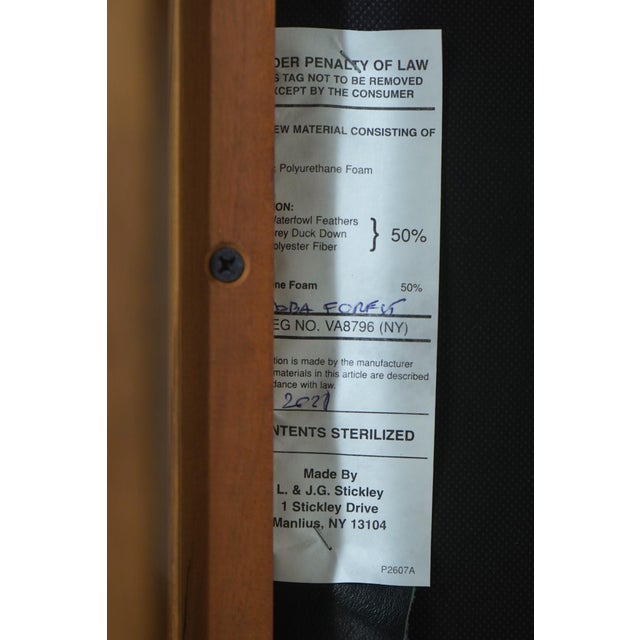 DER PENALTY OF LAW
S TAG NOT TO BE REMOVED
XCEPT BY THE CONSUMER
EW MATERIAL CONSISTING OF
: Polyurethane Foam
ION:
Waterfowl Feathers
rey Duck Down
olyester Fiber
} 50%
ne Foam 50%
FOREST
EG NO. VA8796 (NY)
tion is made by the manufacturer
materials in this article are described
dance with law.
2021
NTENTS STERILIZED
Made By
L. & J.G. Stickley
1 Stickley Drive
Manlius, NY 13104
P2607A